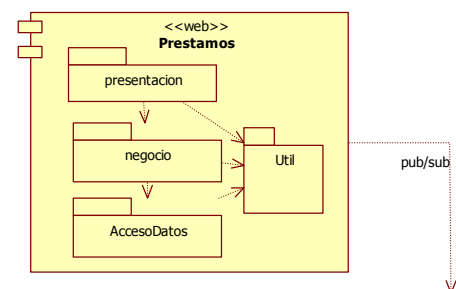 <<web>>
Prestamos
presentacion
negocio
Util
pub/sub
AccesoDatos